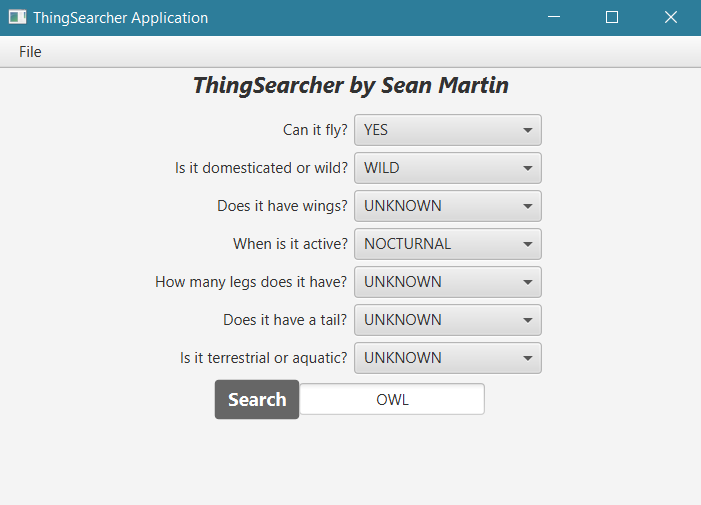 ThingSearcher Application
File
ThingSearcher by Sean Martin
Can it fly? YES
Is it domesticated or wild? WILD
Does it have wings? UNKNOWN
When is it active? NOCTURNAL
How many legs does it have? UNKNOWN
Does it have a tail? UNKNOWN
Is it terrestrial or aquatic? UNKNOWN
Search OWL